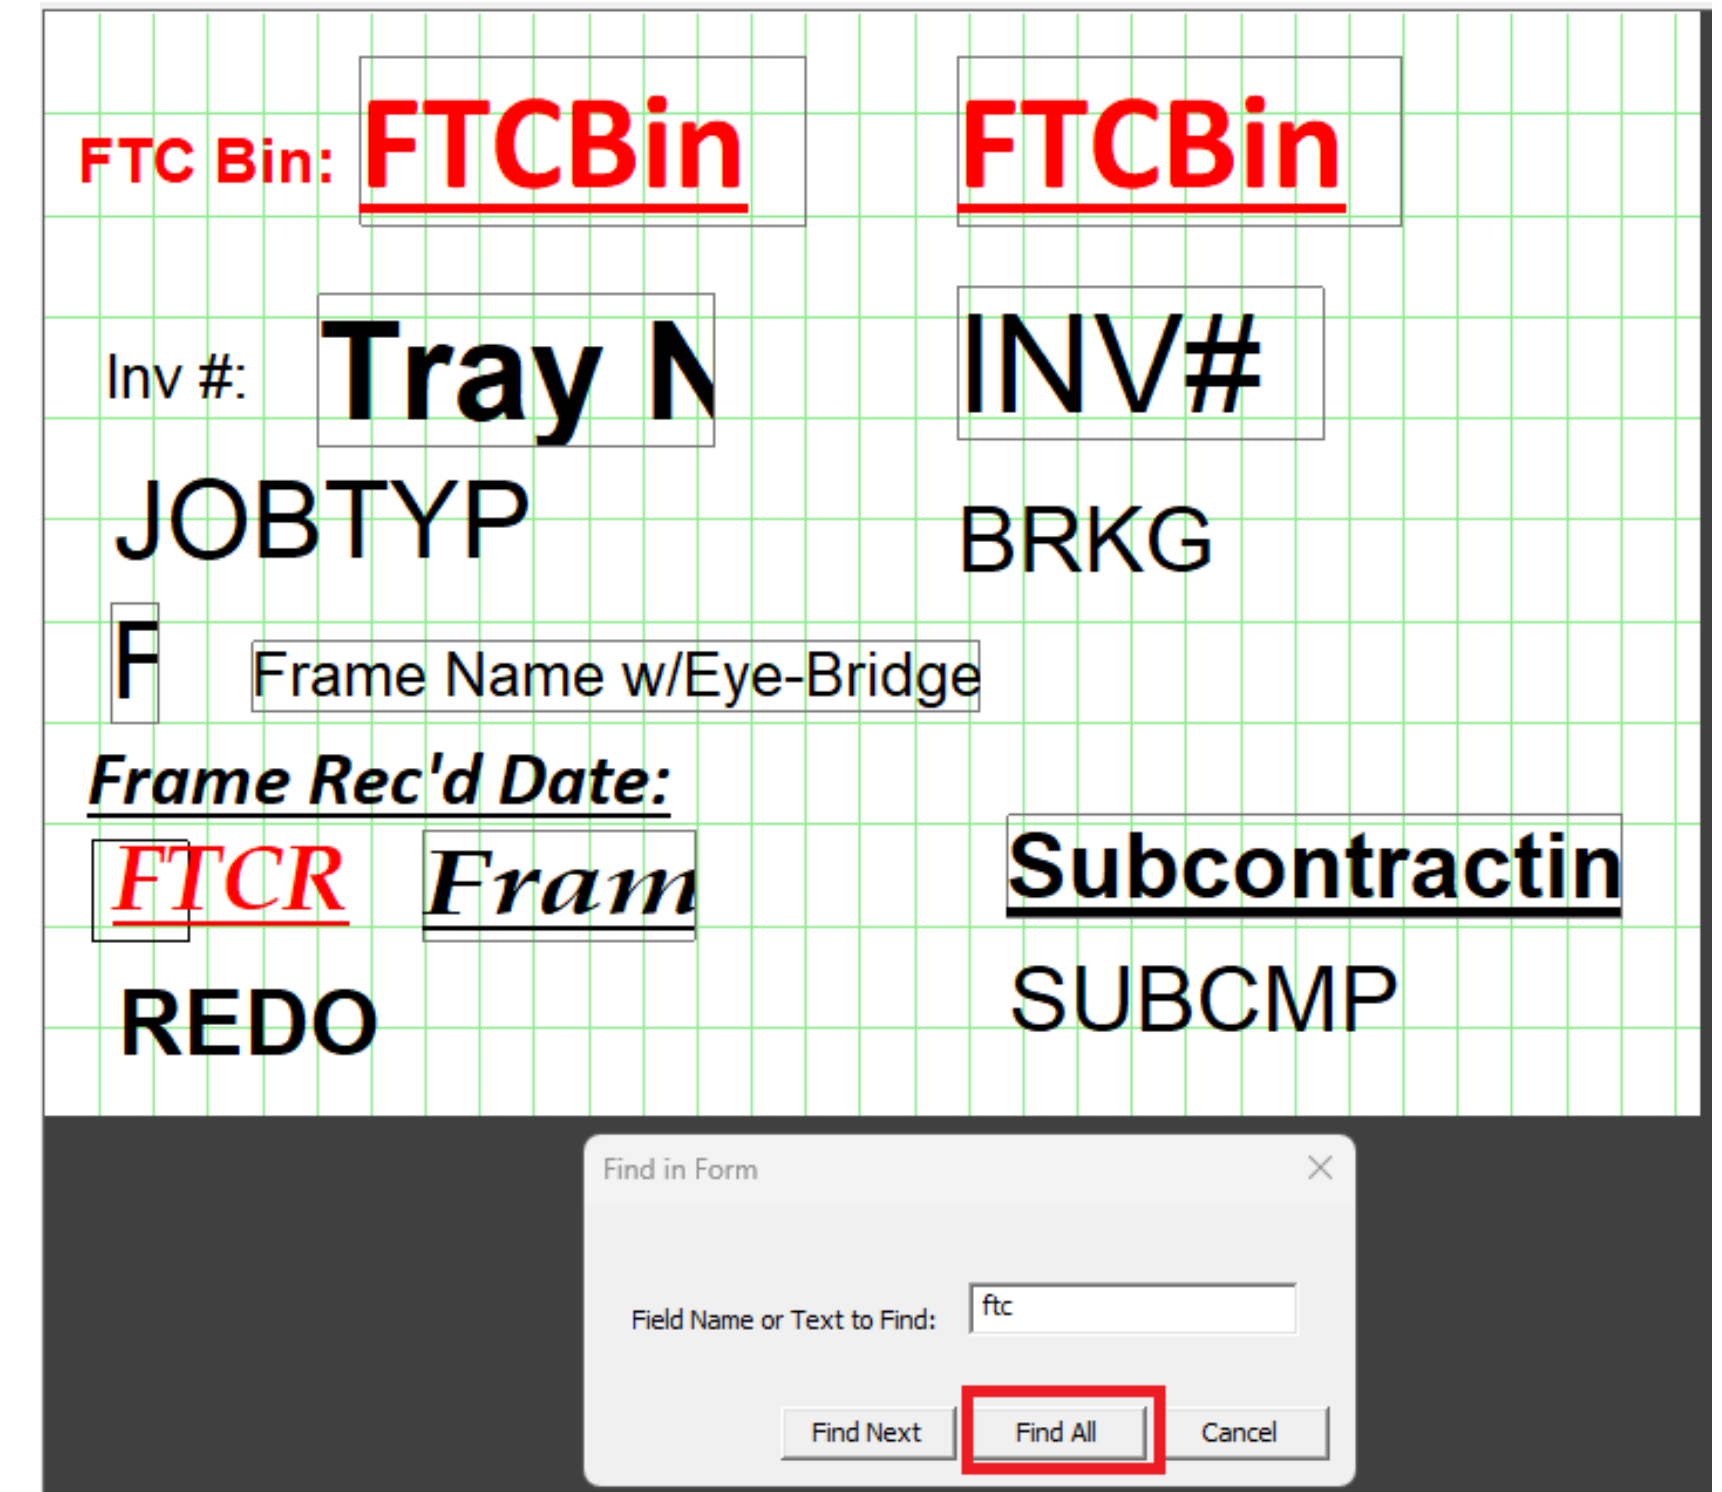 FTC Bin: FTCBin FTCBin
Inv #: Tray N INV#
JOBTYP BRKG
F Frame Name w/Eye-Bridge
Frame Rec'd Date:
FTCR Fram Subcontractin
REDO SUBCMP
Find in Form
Field Name or Text to Find: ftc
Find Next Find All Cancel